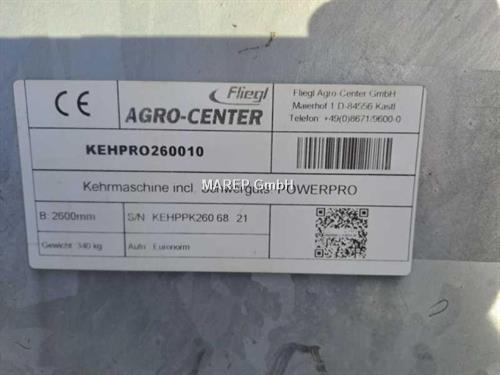 CE
Fliegl
AGRO-CENTER
Fliegl Agro-Center GmbH
Maierhof 1 D-84556 Kastl
Telefon +49(0)8671/9600-0
KEHPRO260010
Kehrmaschine incl. POWERPRO
MAREP GmbH
B: 2600mm
S/N KEHPPK260 68 21
Gewicht: 340 kg
Aufn.: Euronorm